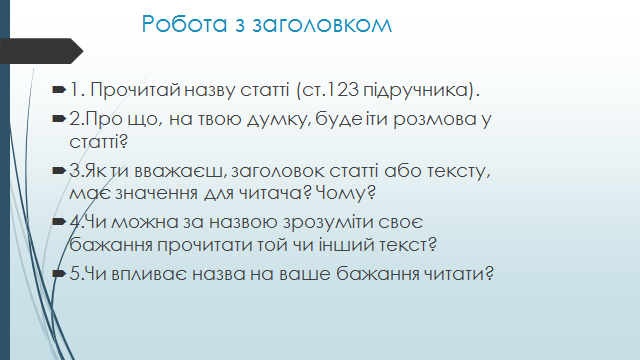 Робота з заголовком
1. Прочитай назву статті (ст.123 підручника).
2.Про що, на твою думку, буде іти розмова у
статті?
3.Як ти вважаєш, заголовок статті або тексту,
має значення для читача? Чому?
4.Чи можна за назвою зрозуміти своє
бажання прочитати той чи інший текст?
5.Чи впливає назва на ваше бажання читати?